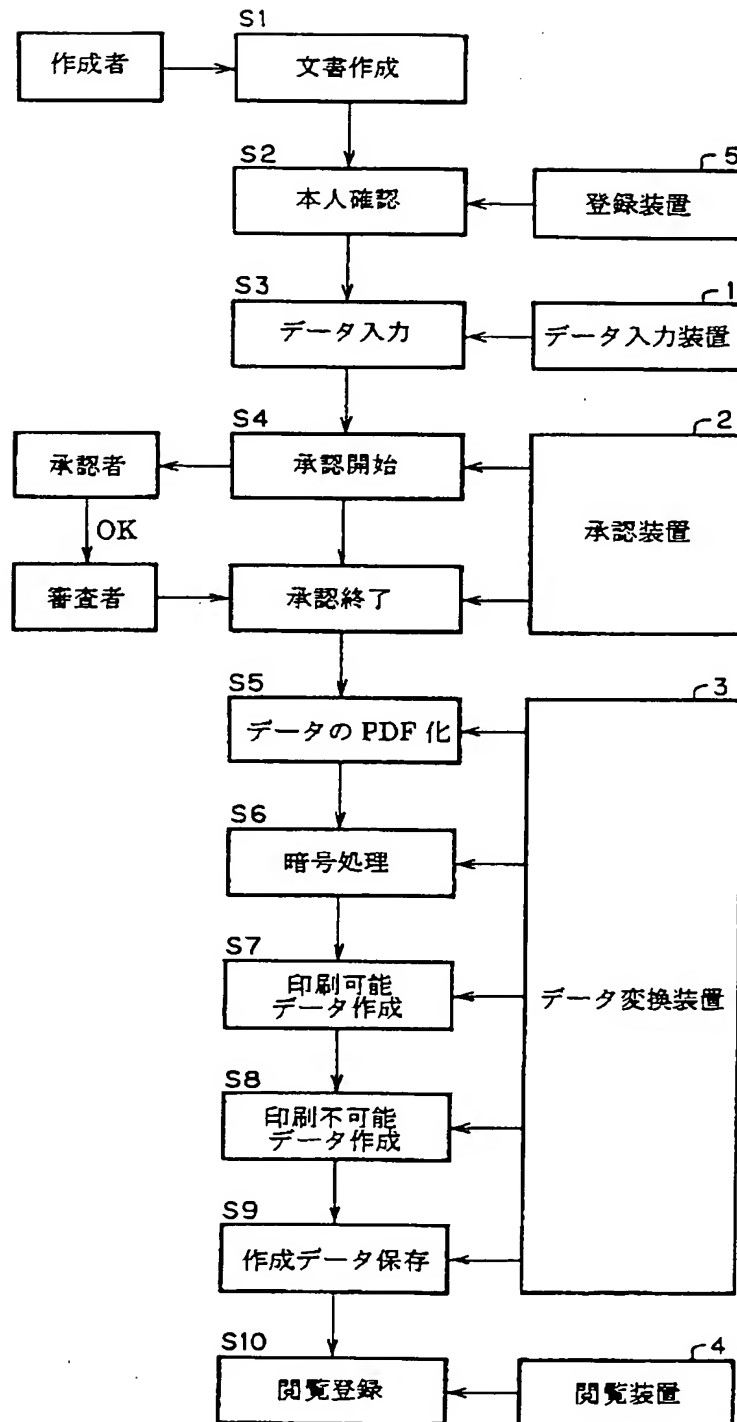 S1
作成者
文書作成
S2
5
本人確認
登録装置
S3
1
データ入力
データ入力装置
S4
2
承認者
承認開始
承認装置
OK
審査者
承認終了
S5
3
データの PDF 化
S6
暗号処理
S7
印刷可能
データ作成
データ変換装置
S8
印刷不可能
データ作成
S9
作成データ保存
S10
4
閲覧登録
閲覧装置